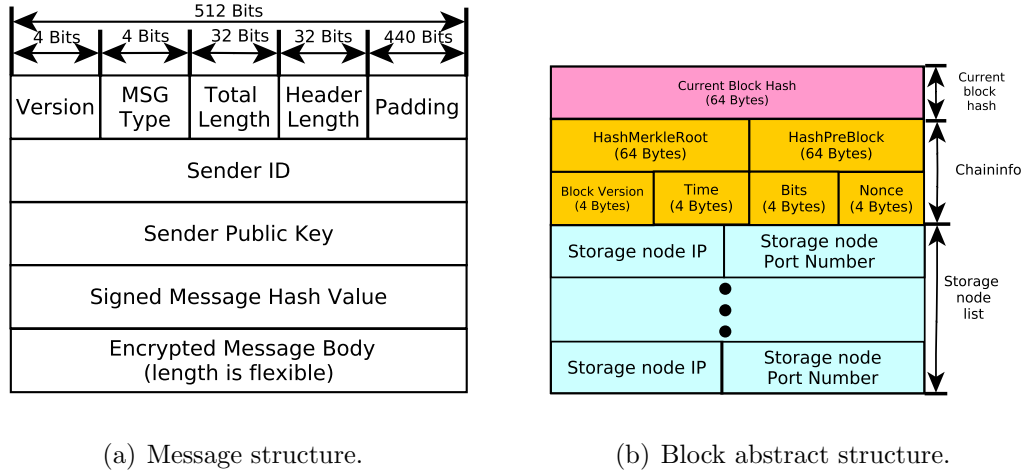 512 Bits
4 Bits 4 Bits 32 Bits 32 Bits 440 Bits
Version MSG Type Total Length Header Length Padding
Sender ID
Sender Public Key
Signed Message Hash Value
Encrypted Message Body
(length is flexible)
(a) Message structure.
Current Block Hash
(64 Bytes)
Current
block
hash
HashMerkleRoot
(64 Bytes)
HashPreBlock
(64 Bytes)
Chaininfo
Block Version
(4 Bytes)
Time
(4 Bytes)
Bits
(4 Bytes)
Nonce
(4 Bytes)
Storage node IP
Storage node
Port Number
Storage
node
list
Storage node IP
Storage node
Port Number
(b) Block abstract structure.